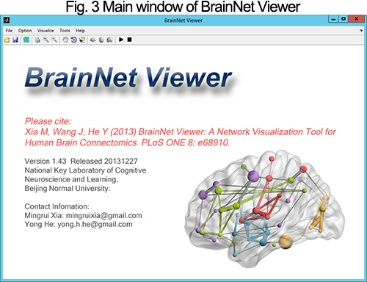 Fig. 3 Main window of BrainNet Viewer
BrainNet Viewer
File Option Visualize Tools Help
BrainNet Viewer
Please cite:
Xia M, Wang J, He Y (2013) BrainNet Viewer: A Network Visualization Tool for
Human Brain Connectomics. PLoS ONE 8: e68910.
Version 1.43 Released 20131227
National Key Laboratory of Cognitive
Neuroscience and Learning,
Beijing Normal University.
Contact Infomation:
Mingrui Xia: mingruixia@gmail.com
Yong He: yong.h.he@gmail.com